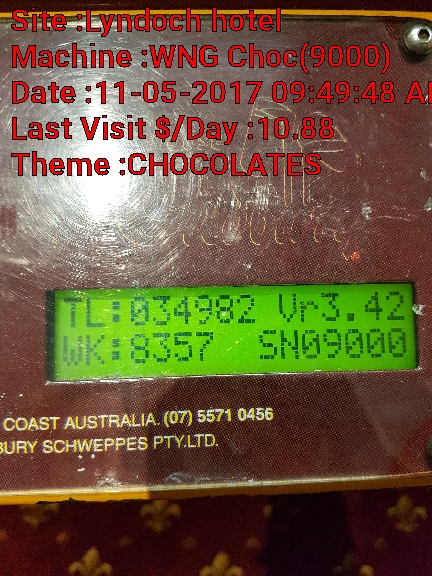 Site :Lyndoch hotel
Machine :WNG Choc(9000)
Date :11-05-2017 09:49:48 A
Last Visit $/Day :10.88
Theme :CHOCOLATES
TL:034982 Vr3.42
WK:8357 SN09000
COAST AUSTRALIA. (07) 5571 0456
BURY SCHWEPPES PTY.LTD.